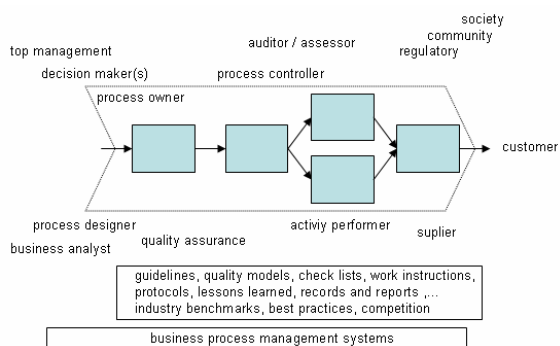 society
community
regulatory
auditor / assessor
top management
decision maker(s)
process controller
process owner
customer
process designer
business analyst
quality assurance
activiy performer
suplier
guidelines, quality models, check lists, work instructions,
protocols, lessons learned, records and reports ,...
industry benchmarks, best practices, competition
business process management systems